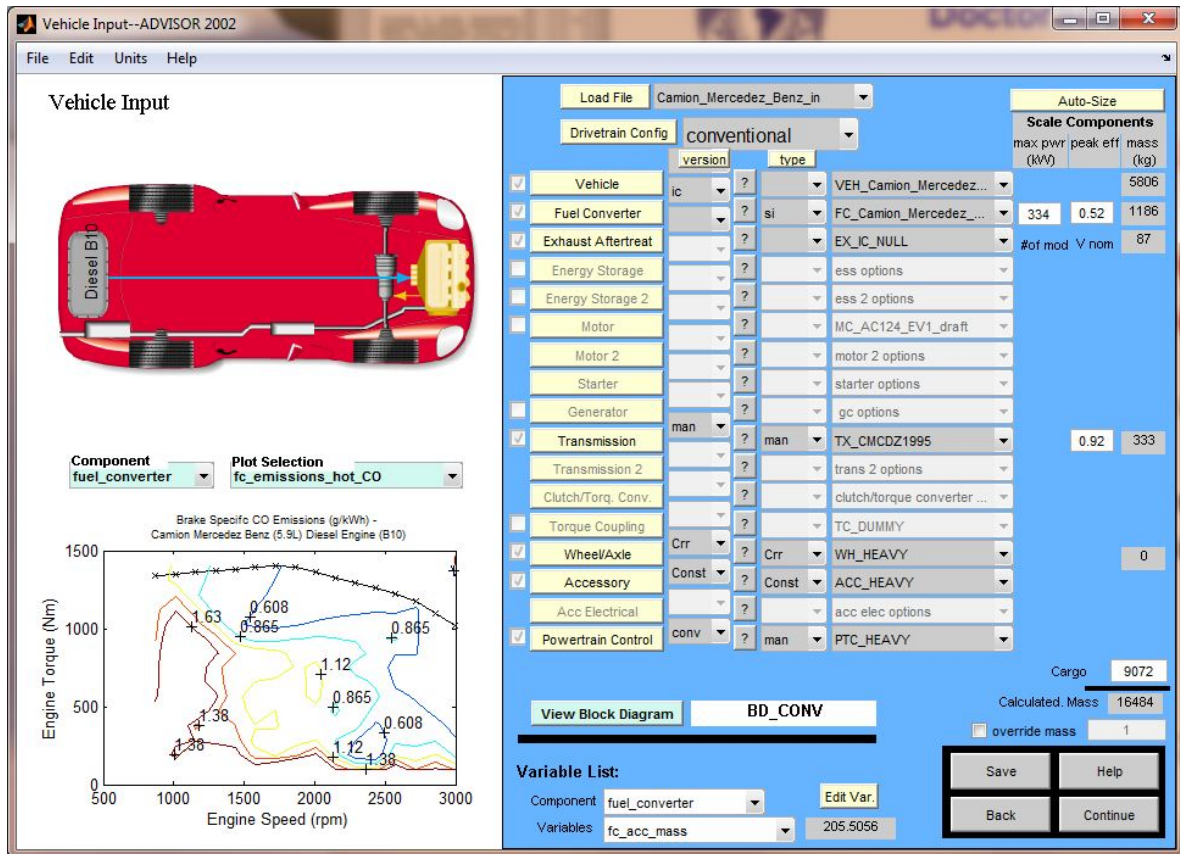 Vehicle Input--ADVISOR 2002
File Edit Units Help
Vehicle Input
Diesel B10
Component
fuel_converter
Plot Selection
fc_emissions_hot_CO
Brake Specifc CO Emissions (g/kWh) -
Camion Mercedez Benz (5.9L) Diesel Engine (B10)
Engine Torque (Nm)
1500
1000
500
0
1.63
0.608
0.865
0.865
1.12
0.865
1.38
0.608
1.38
1.12
1.38
500 1000 1500 2000 2500 3000
Engine Speed (rpm)
Load File Camion_Mercedez_Benz_in
Auto-Size
Drivetrain Config conventional
Scale Components
version type
max pwr (kW) peak eff mass (kg)
Vehicle ic ? VEH_Camion_Mercedez... 5806
Fuel Converter ? si FC_Camion_Mercedez_... 334 0.52 1186
Exhaust Aftertreat ? EX_IC_NULL #of mod V nom 87
Energy Storage ? ess options
Energy Storage 2 ? ess 2 options
Motor ? MC_AC124_EV1_draft
Motor 2 ? motor 2 options
Starter ? starter options
Generator ? gc options
Transmission man ? man TX_CMCDZ1995 0.92 333
Transmission 2 ? trans 2 options
Clutch/Torq. Conv. ? clutch/torque converter ...
Torque Coupling ? TC_DUMMY
Wheel/Axle Crr ? Crr WH_HEAVY 0
Accessory Const ? Const ACC_HEAVY
Acc Electrical ? acc elec options
Powertrain Control conv ? man PTC_HEAVY
Cargo 9072
Calculated. Mass 16484
View Block Diagram BD_CONV
override mass 1
Variable List:
Component fuel_converter Edit Var.
Variables fc_acc_mass 205.5056
Save Help
Back Continue